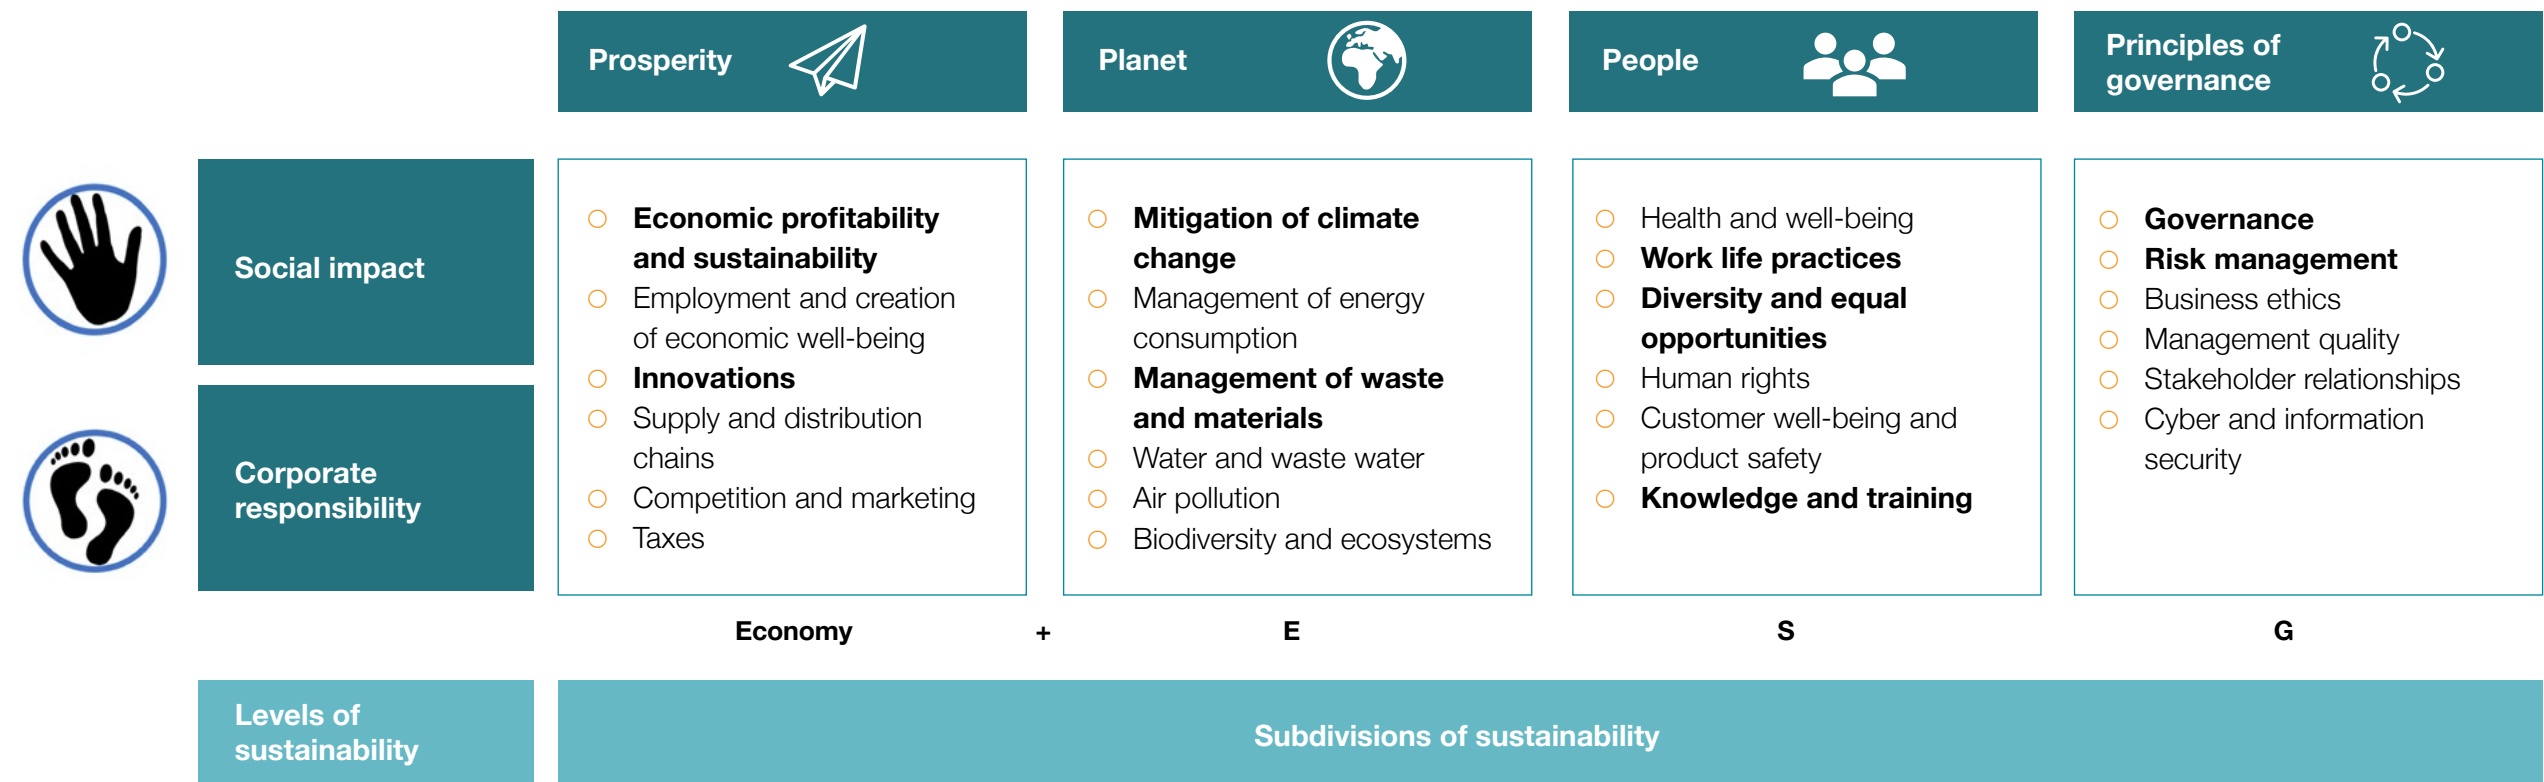 Prosperity
Planet
People
Principles of
governance
Social impact
Corporate
responsibility
Economic profitability
and sustainability
Employment and creation
of economic well-being
Innovations
Supply and distribution
chains
Competition and marketing
Taxes
Mitigation of climate
change
Management of energy
consumption
Management of waste
and materials
Water and waste water
Air pollution
Biodiversity and ecosystems
Health and well-being
Work life practices
Diversity and equal
opportunities
Human rights
Customer well-being and
product safety
Knowledge and training
Governance
Risk management
Business ethics
Management quality
Stakeholder relationships
Cyber and information
security
Economy + E S G
Levels of
sustainability
Subdivisions of sustainability